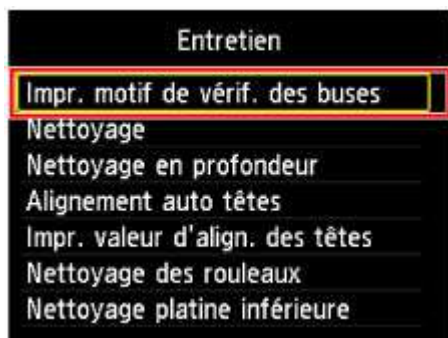 Entretien
Impr. motif de vérif. des buses
Nettoyage
Nettoyage en profondeur
Alignement auto têtes
Impr. valeur d'align. des têtes
Nettoyage des rouleaux
Nettoyage platine inférieure